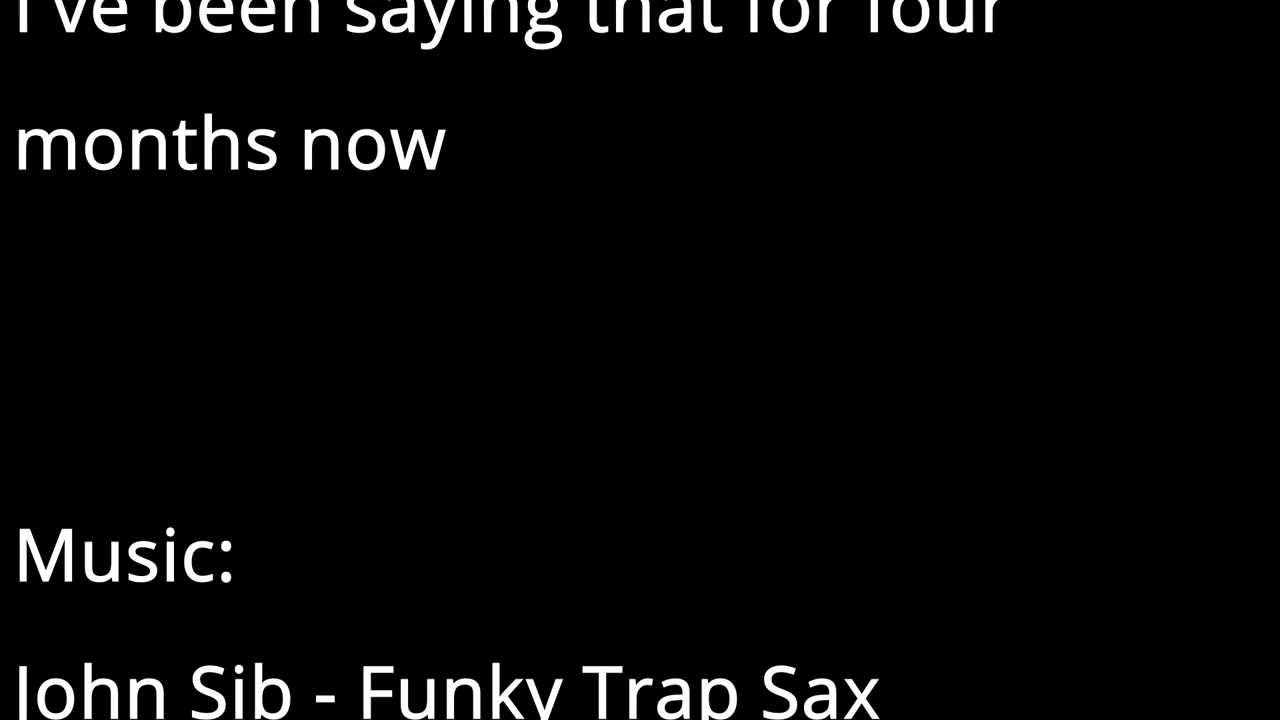 I've been saying that for four
months now
Music:
John Sib - Funky Trap Sax